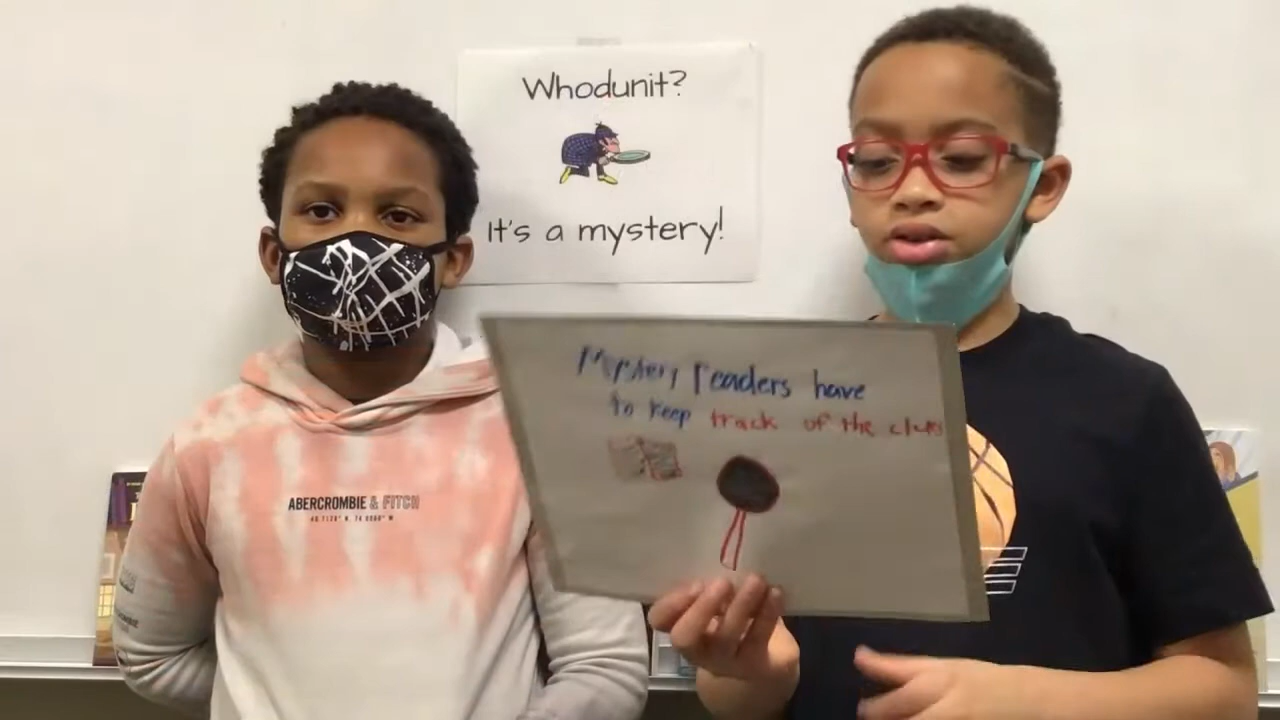 Whodunit?
It's a mystery!
Mystery readers have
to keep track of the clues
ABERCROMBIE & FITCH